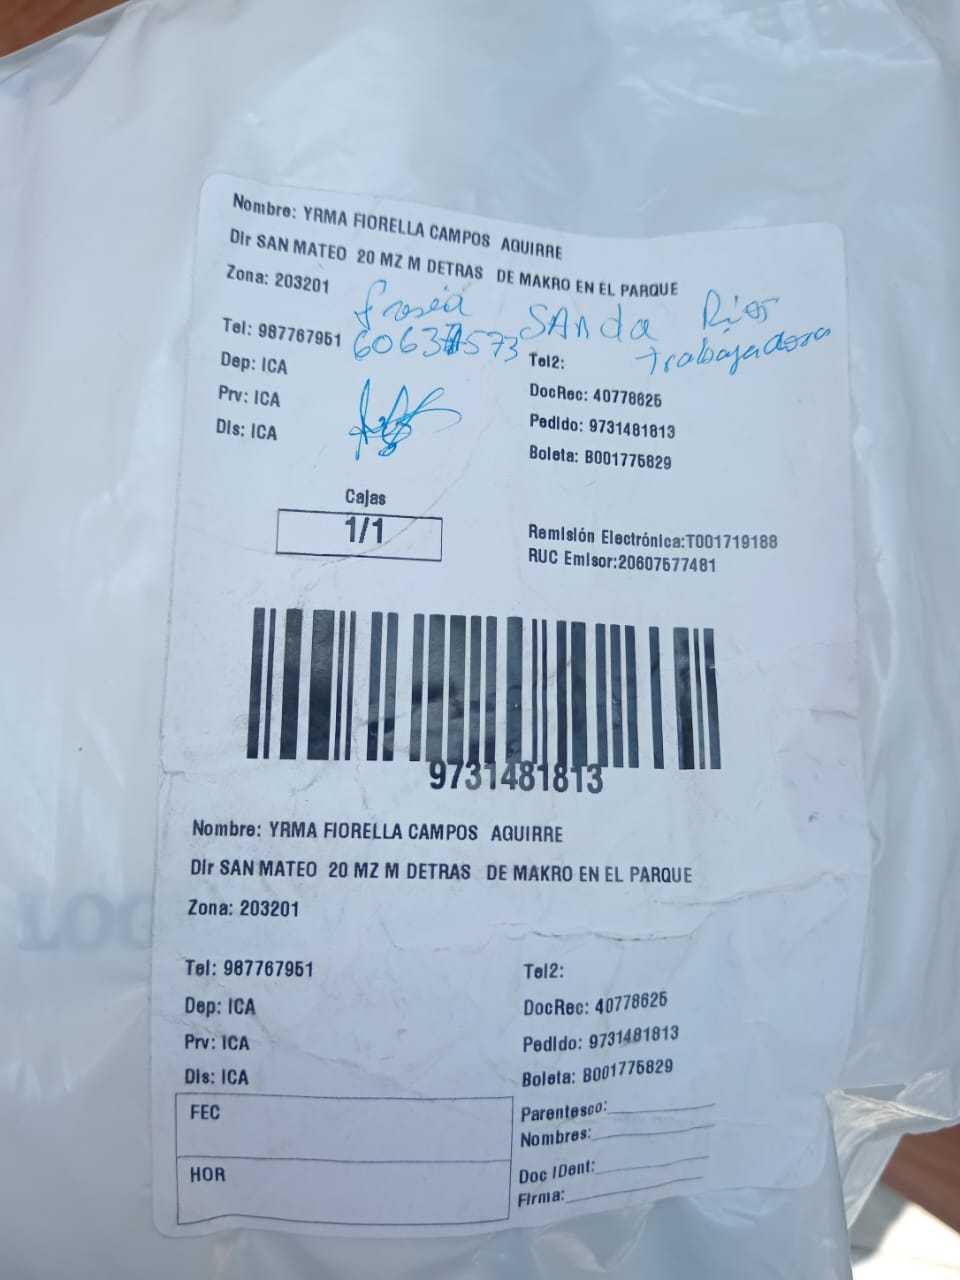 Nombre: YRMA FIORELLA CAMPOS AGUIRRE
Dir SAN MATEO 20 MZ M DETRAS DE MAKRO EN EL PARQUE
Zona: 203201
SANda Rios
trabajadora
Tel: 987767951
Tel2:
Dep: ICA
DocRec: 40778625
Prv: ICA
Pedido: 9731481813
Dis: ICA
Boleta: B001775829
Cajas
1/1
Remisión Electrónica:T001719188
RUC Emisor:20607577481
9731481813
Nombre: YRMA FIORELLA CAMPOS AGUIRRE
Dir SAN MATEO 20 MZ M DETRAS DE MAKRO EN EL PARQUE
Zona: 203201
Tel: 987767951
Tel2:
Dep: ICA
DocRec: 40778625
Prv: ICA
Pedido: 9731481813
Dis: ICA
Boleta: B001775829
FEC
Parentesco:
Nombres:
HOR
Doc IDent:
Firma: